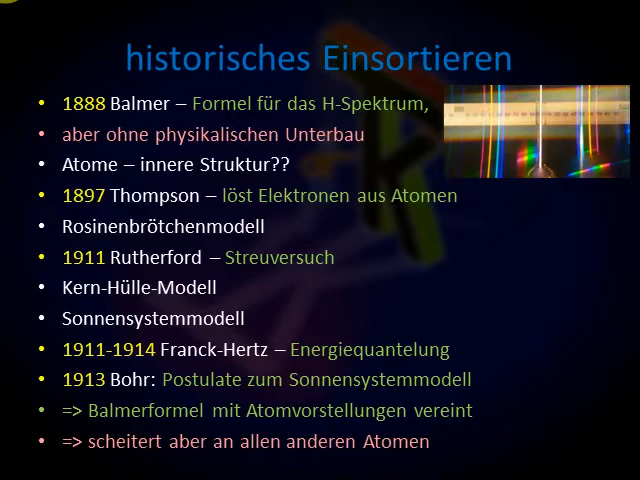 historisches Einsortieren
• 1888 Balmer – Formel für das H-Spektrum,
• aber ohne physikalischen Unterbau
• Atome – innere Struktur??
• 1897 Thompson – löst Elektronen aus Atomen
• Rosinenbrötchenmodell
• 1911 Rutherford – Streuversuch
• Kern-Hülle-Modell
• Sonnensystemmodell
• 1911-1914 Franck-Hertz – Energiequantelung
• 1913 Bohr: Postulate zum Sonnensystemmodell
• => Balmerformel mit Atomvorstellungen vereint
• => scheitert aber an allen anderen Atomen